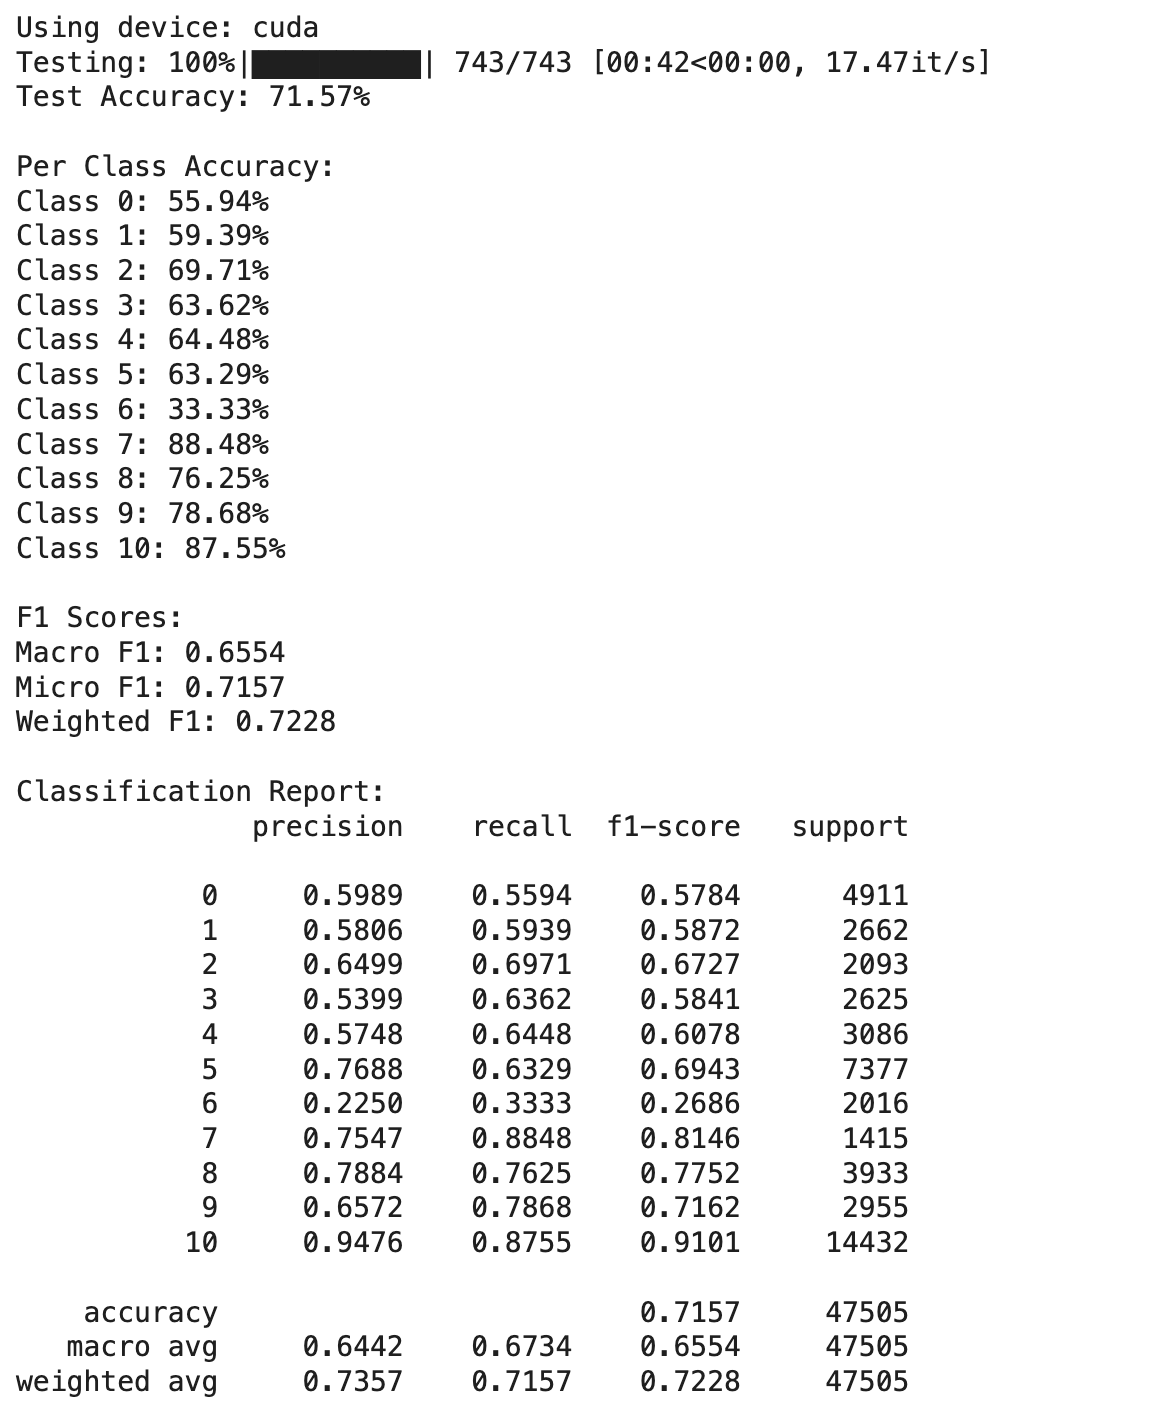 Using device: cuda
Testing: 100%|██████████| 743/743 [00:42<00:00, 17.47it/s]
Test Accuracy: 71.57%

Per Class Accuracy:
Class 0: 55.94%
Class 1: 59.39%
Class 2: 69.71%
Class 3: 63.62%
Class 4: 64.48%
Class 5: 63.29%
Class 6: 33.33%
Class 7: 88.48%
Class 8: 76.25%
Class 9: 78.68%
Class 10: 87.55%

F1 Scores:
Macro F1: 0.6554
Micro F1: 0.7157
Weighted F1: 0.7228

Classification Report:
              precision    recall  f1-score   support

           0     0.5989    0.5594    0.5784      4911
           1     0.5806    0.5939    0.5872      2662
           2     0.6499    0.6971    0.6727      2093
           3     0.5399    0.6362    0.5841      2625
           4     0.5748    0.6448    0.6078      3086
           5     0.7688    0.6329    0.6943      7377
           6     0.2250    0.3333    0.2686      2016
           7     0.7547    0.8848    0.8146      1415
           8     0.7884    0.7625    0.7752      3933
           9     0.6572    0.7868    0.7162      2955
          10     0.9476    0.8755    0.9101     14432

    accuracy                         0.7157     47505
   macro avg     0.6442    0.6734    0.6554     47505
weighted avg     0.7357    0.7157    0.7228     47505